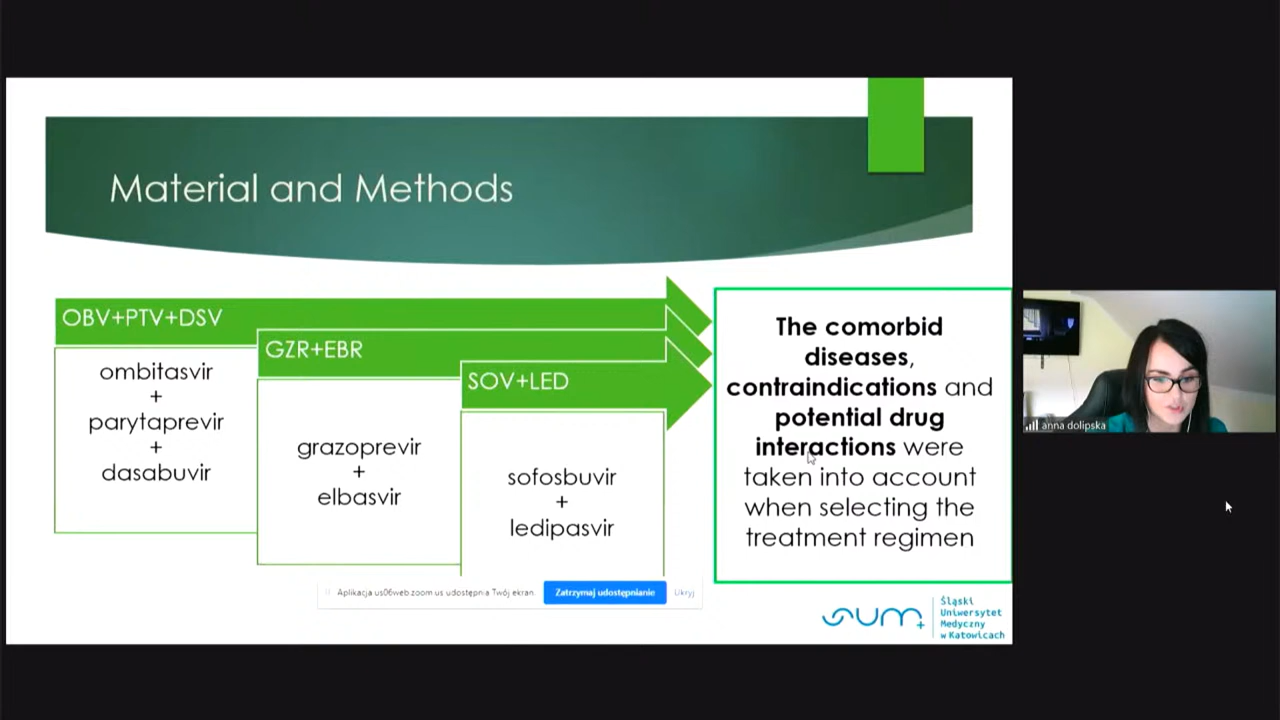 Material and Methods
OBV+PTV+DSV
ombitasvir
+
parytaprevir
+
dasabuvir
GZR+EBR
grazoprevir
+
elbasvir
SOV+LED
sofosbuvir
+
ledipasvir
The comorbid
diseases,
contraindications and
potential drug
interactions were
taken into account
when selecting the
treatment regimen
Aplikacja us06web.zoom.us udostępnia Twój ekran.
Zatrzymaj udostępnianie
Ukryj
sum
Śląski
Uniwersytet
Medyczny
w Katowicach
anna dolipska